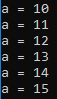 a = 10
a = 11
a = 12
a = 13
a = 14
a = 15